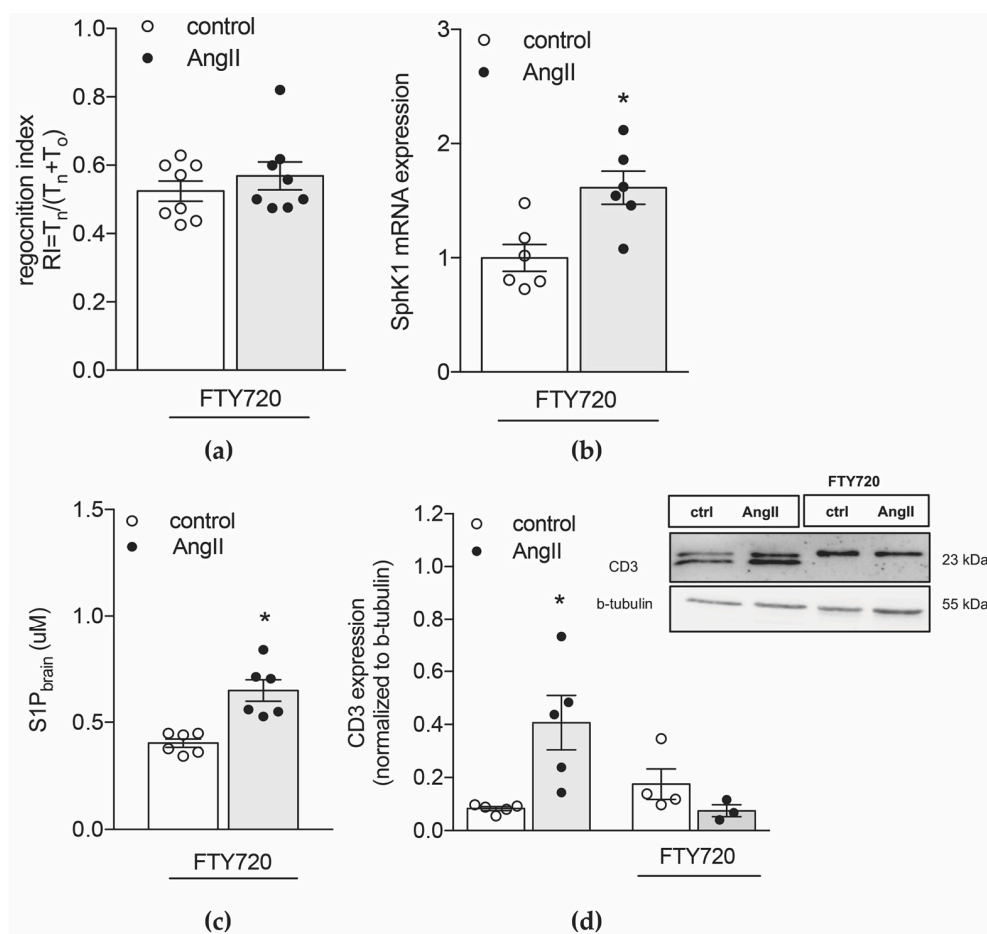 1.0
0.8
0.6
0.4
0.2
0.0
regocnition index
RI=Tn/(Tn+To)
control
AngII
FTY720
(a)
3
2
1
0
SphK1 mRNA expression
control
AngII
*
FTY720
(b)
1.5
1.0
0.5
0.0
S1Pbrain (uM)
control
AngII
*
FTY720
(c)
1.2
1.0
0.8
0.6
0.4
0.2
0.0
CD3 expression
(normalized to b-tubulin)
control
AngII
*
FTY720
FTY720
ctrl AngII ctrl AngII
CD3 23 kDa
b-tubulin 55 kDa
(d)